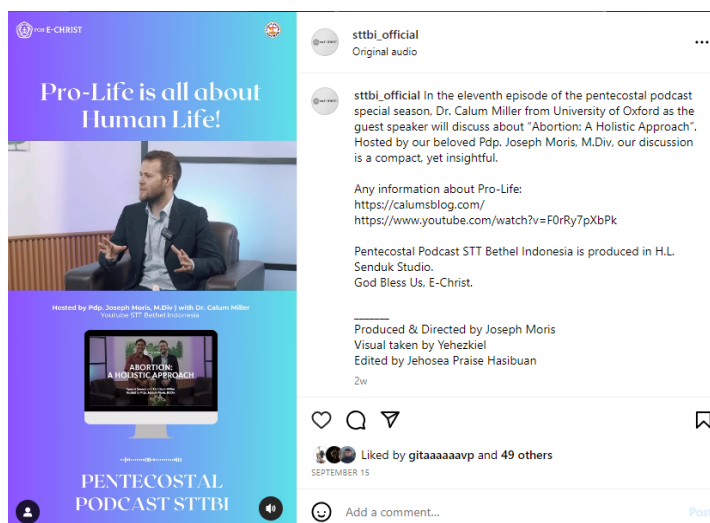 FOR E-CHRIST
Pro-Life is all about
Human Life!
Hosted by Pdp. Joseph Moris, M.Div | with Dr. Calum Miller
Youtube STT Bethel Indonesia
ABORTION:
A HOLISTIC APPROACH
PENTECOSTAL
PODCAST STTBI
sttbi_official
Original audio
sttbi_official In the eleventh episode of the pentecostal podcast
special season, Dr. Calum Miller from University of Oxford as the
guest speaker will discuss about “Abortion: A Holistic Approach”.
Hosted by our beloved Pdp. Joseph Moris, M.Div, our discussion
is a compact, yet insightful.
Any information about Pro-Life:
https://calumsblog.com/
https://www.youtube.com/watch?v=F0rRy7pXbPk
Pentecostal Podcast STT Bethel Indonesia is produced in H.L.
Senduk Studio.
God Bless Us, E-Christ.
_______
Produced & Directed by Joseph Moris
Visual taken by Yehezkiel
Edited by Jehosea Praise Hasibuan
2w
Liked by gitaaaaaavp and 49 others
SEPTEMBER 15
Add a comment...
Post